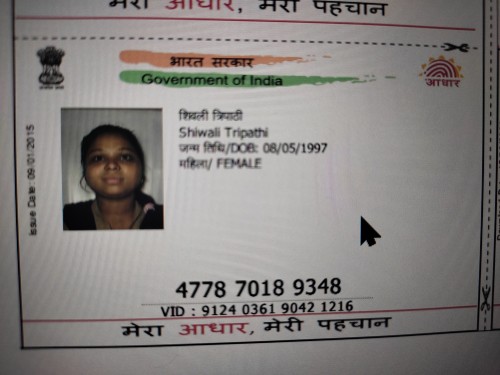 मेरा आधार, मेरी पहचान
भारत सरकार
Government of India
आधार
Issue Date: 09/01/2015
शिवली त्रिपाठी
Shiwali Tripathi
जन्म तिथि/DOB: 08/05/1997
महिला/ FEMALE
4778 7018 9348
VID : 9124 0361 9042 1216
मेरा आधार, मेरी पहचान